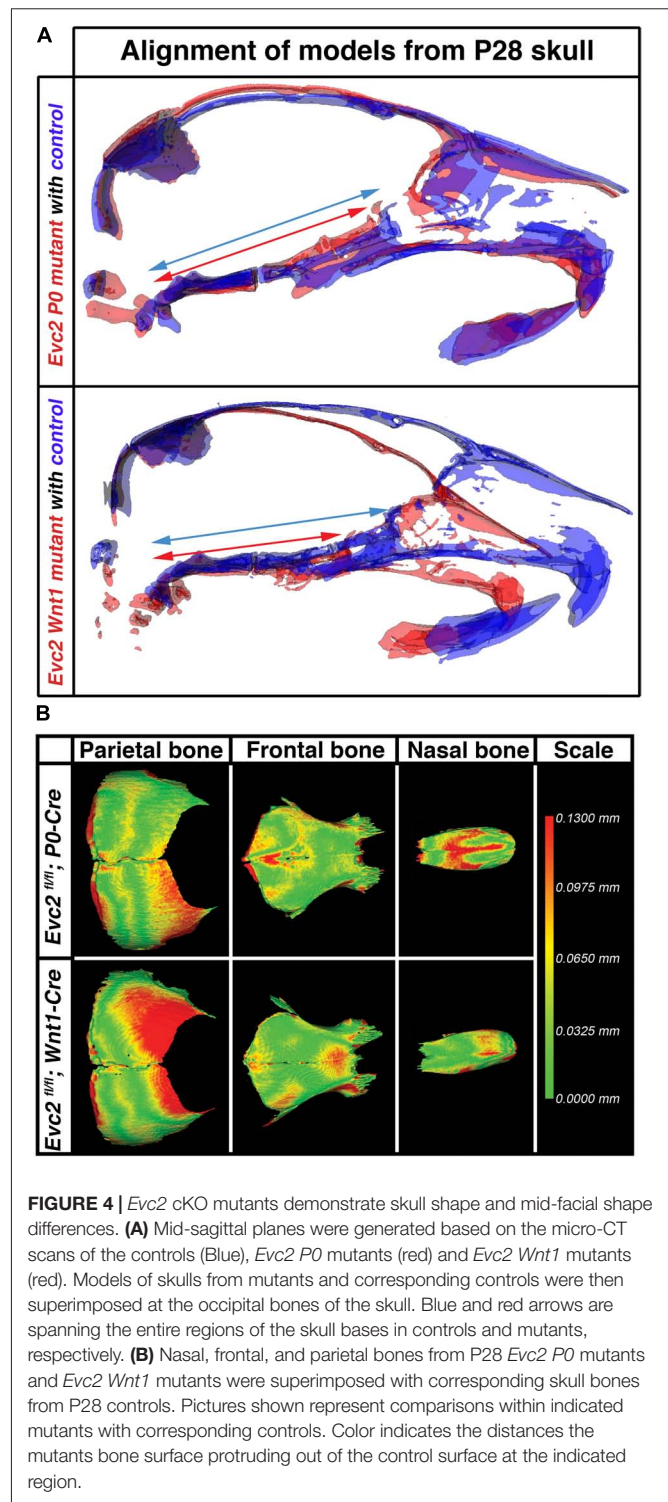 A
Alignment of models from P28 skull
Evc2 P0 mutant with control
Evc2 Wnt1 mutant with control
B
Parietal bone Frontal bone Nasal bone Scale
Evc2 fl/fl; P0-Cre
Evc2 fl/fl; Wnt1-Cre
0.1300 mm
0.0975 mm
0.0650 mm
0.0325 mm
0.0000 mm
FIGURE 4 | Evc2 cKO mutants demonstrate skull shape and mid-facial shape
differences. (A) Mid-sagittal planes were generated based on the micro-CT
scans of the controls (Blue), Evc2 P0 mutants (red) and Evc2 Wnt1 mutants
(red). Models of skulls from mutants and corresponding controls were then
superimposed at the occipital bones of the skull. Blue and red arrows are
spanning the entire regions of the skull bases in controls and mutants,
respectively. (B) Nasal, frontal, and parietal bones from P28 Evc2 P0 mutants
and Evc2 Wnt1 mutants were superimposed with corresponding skull bones
from P28 controls. Pictures shown represent comparisons within indicated
mutants with corresponding controls. Color indicates the distances the
mutants bone surface protruding out of the control surface at the indicated
region.